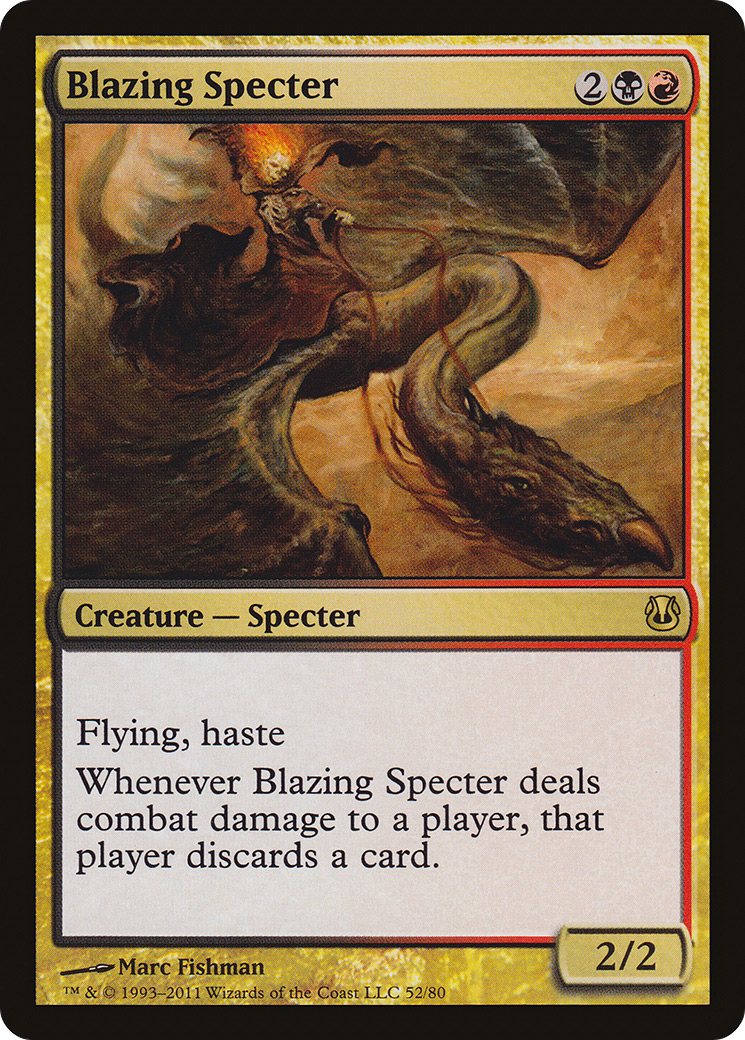 Blazing Specter 2
Creature — Specter
Flying, haste
Whenever Blazing Specter deals
combat damage to a player, that
player discards a card.
2/2
Marc Fishman
™ & © 1993–2011 Wizards of the Coast LLC 52/80